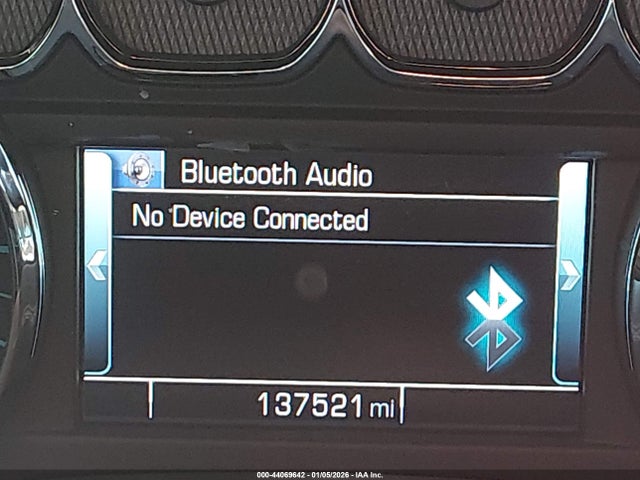 Bluetooth Audio
No Device Connected
137521 mi
000-44069642 - 01/05/2026 - IAA Inc.